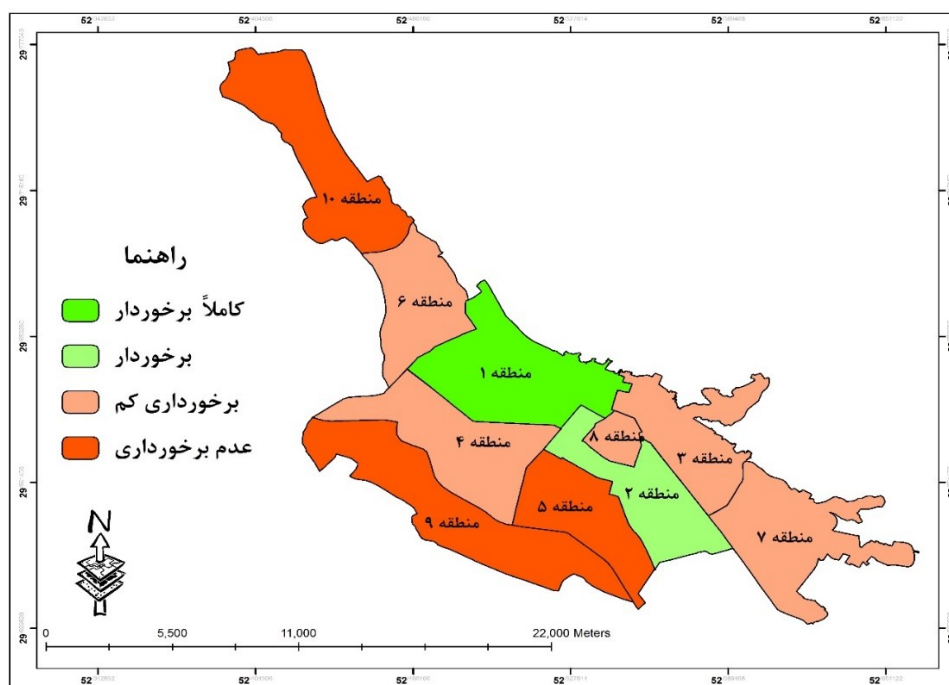 منطقه ۱۰
منطقه ۶
منطقه ۱
منطقه ۸
منطقه ۳
منطقه ۴
منطقه ۲
منطقه ۵
منطقه ۹
منطقه ۷
راهنما
کاملاً برخوردار
برخوردار
برخورداری کم
عدم برخورداری
N
0 5,500 11,000 22,000 Meters